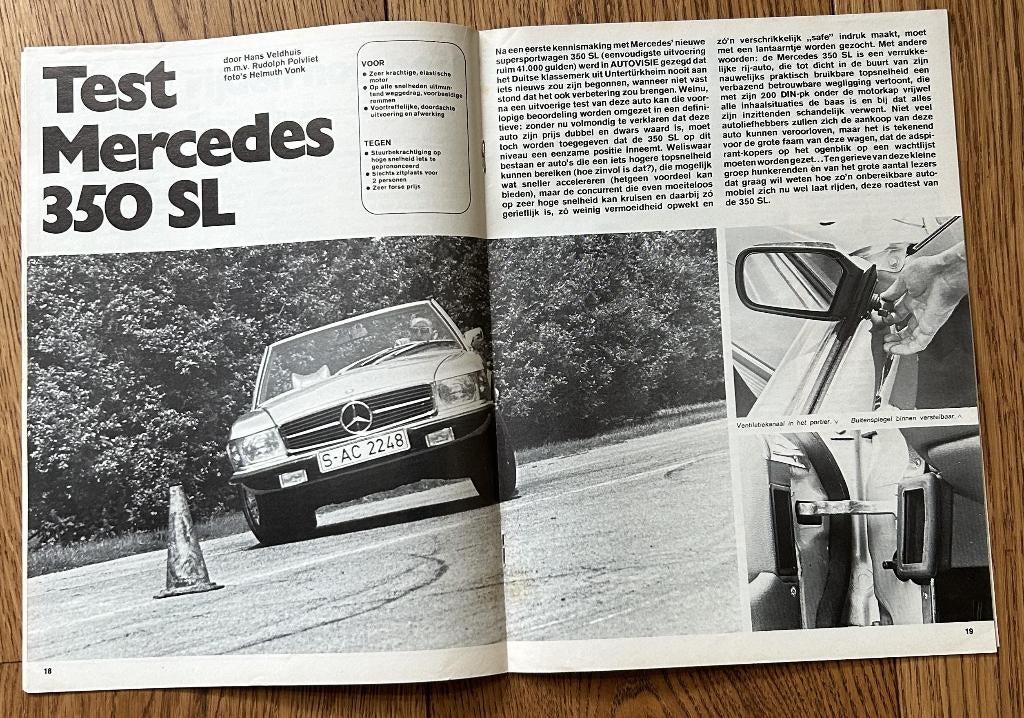 Test
Mercedes
350 SL
door Hans Veldhuis
m.m.v. Rudolph Poivliet
foto's Helmuth Vonk
VOOR
● Zeer krachtige, elastische
motor
● Op alle snelheden uitmun-
tend weggedrag, voorbeeldige
remmen
● Voortreffelijke, doordachte
uitvoering en afwerking
TEGEN
● Stuurbekrachtiging op
hoge snelheid iets te
geprononceerd
● Slechts zitplaats voor
2 personen
● Zeer forse prijs
Na een eerste kennismaking met Mercedes' nieuwe
supersportwagen 350 SL (eenvoudigste uitvoering
ruim 41.000 gulden) werd in AUTOVISIE gezegd dat
het Duitse klassemerk uit Untertürkheim nooit aan
iets nieuws zou zijn begonnen, wanneer niet vast
stond dat het ook verbetering zou brengen. Welnu,
na een uitvoerige test van deze auto kan die voor-
lopige beoordeling worden omgezet in een defini-
tieve: zonder nu volmondig te verklaren dat deze
auto zijn prijs dubbel en dwars waard is, moet
toch worden toegegeven dat de 350 SL op dit
niveau een eenzame positie inneemt. Weliswaar
bestaan er auto's die een iets hogere topsnelheid
kunnen bereiken (hoe zinvol is dat?), die mogelijk
wat sneller accelereren (hetgeen voordeel kan
bieden), maar de concurrent die even moeiteloos
op zeer hoge snelheid kan kruisen en daarbij zó
gerieflijk is, zó weinig vermoeidheid opwekt en
zó'n verschrikkelijk „safe" indruk maakt, moet
met een lantaarntje worden gezocht. Met andere
woorden: de Mercedes 350 SL is een verrukke-
lijke rij-auto, die tot dicht in de buurt van een
nauwelijks praktisch bruikbare topsnelheid een
verbazend betrouwbare wegligging vertoont, die
met zijn 200 DIN-pk onder de motorkap vrijwel
alle inhaalsituaties de baas is en bij dat alles
zijn inzittenden schandelijk verwent. Niet veel
autoliefhebbers zullen zich de aankoop van deze
auto kunnen veroorloven, maar het is tekenend
voor de grote faam van deze wagen, dat de adspi-
rant-kopers op het ogenblik op een wachtlijst
moeten worden gezet... Ten gerieve van deze kleine
groep hunkerenden èn van het grote aantal lezers
dat graag wil weten hoe zo'n onbereikbare auto-
mobiel zich nu wel laat rijden, deze roadtest van
de 350 SL.
S-AC 2248
Ventilatiekanaal in het portier. v Buitenspiegel binnen verstelbaar. ^
18
19